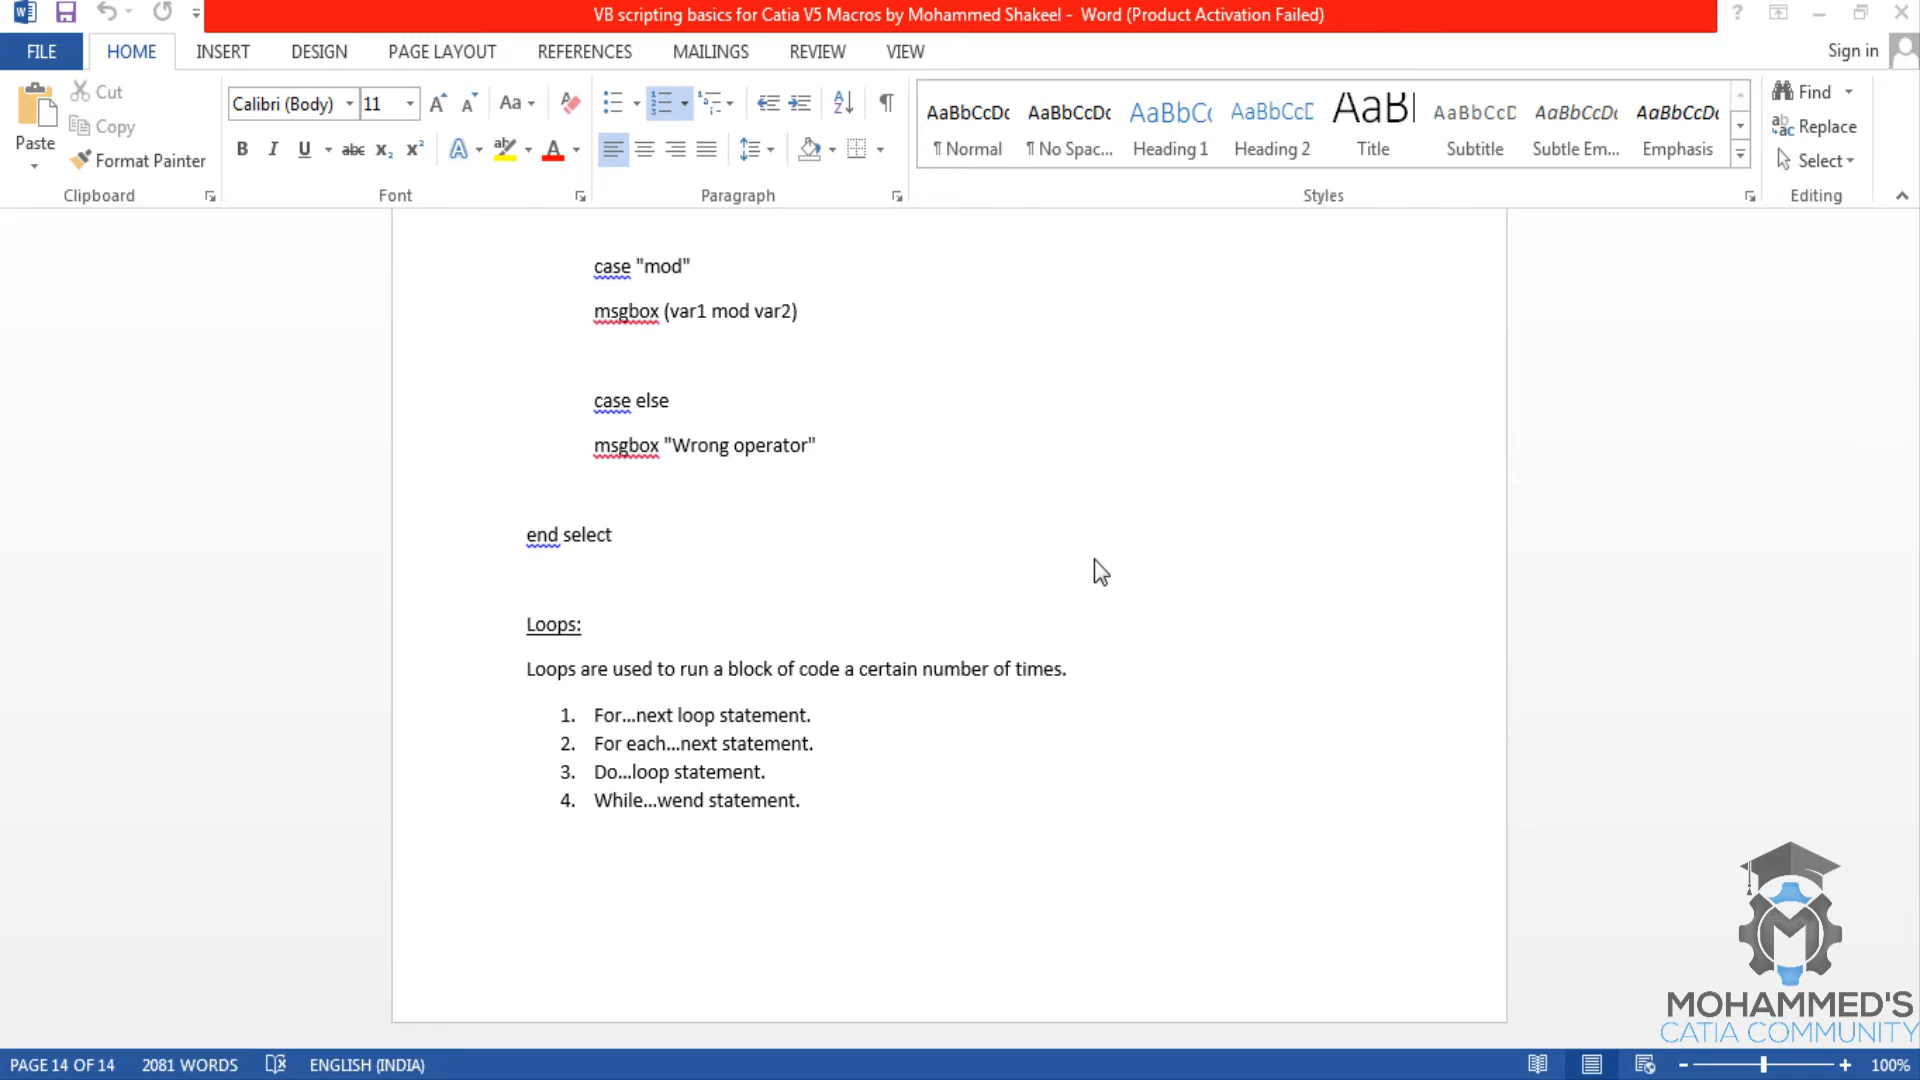 VB scripting basics for Catia V5 Macros by Mohammed Shakeel - Word (Product Activation Failed)
FILE HOME INSERT DESIGN PAGE LAYOUT REFERENCES MAILINGS REVIEW VIEW Sign in
Paste
Cut
Copy
Format Painter
Clipboard
Calibri (Body) 11
Font
Paragraph
AaBbCcDc AaBbCcDc AaBbCc AaBbCcD AaB AaBbCcD AaBbCcDc AaBbCcDc
¶ Normal ¶ No Spac... Heading 1 Heading 2 Title Subtitle Subtle Em... Emphasis
Styles
Find
Replace
Select
Editing
case "mod"
msgbox (var1 mod var2)
case else
msgbox "Wrong operator"
end select
Loops:
Loops are used to run a block of code a certain number of times.
1. For...next loop statement.
2. For each...next statement.
3. Do...loop statement.
4. While...wend statement.
MOHAMMED'S
CATIA COMMUNITY
PAGE 14 OF 14 2081 WORDS ENGLISH (INDIA) 100%